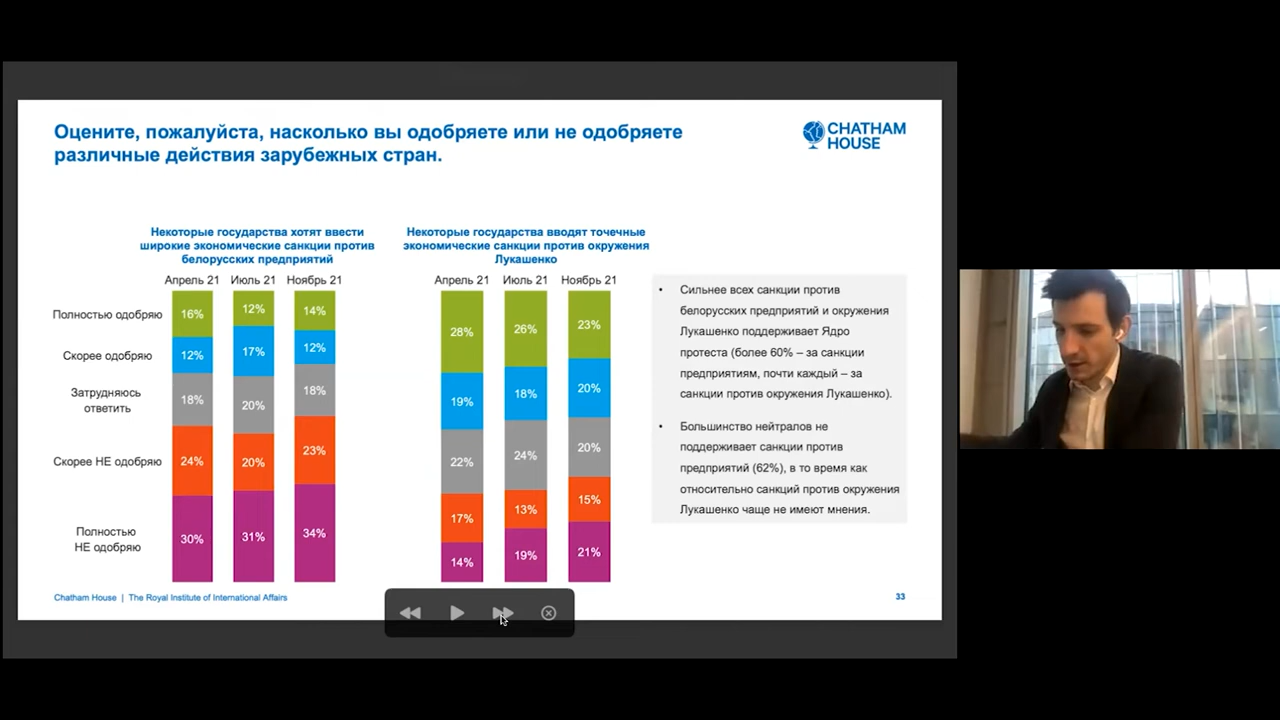 Оцените, пожалуйста, насколько вы одобряете или не одобряете
различные действия зарубежных стран.
CHATHAM
HOUSE
Некоторые государства хотят ввести
широкие экономические санкции против
белорусских предприятий
Апрель 21 Июль 21 Ноябрь 21
Полностью одобряю 16% 12% 14%
Скорее одобряю 12% 17% 12%
Затрудняюсь
ответить 18% 20% 18%
Скорее НЕ одобряю 24% 20% 23%
Полностью
НЕ одобряю 30% 31% 34%
Некоторые государства вводят точечные
экономические санкции против окружения
Лукашенко
Апрель 21 Июль 21 Ноябрь 21
28% 26% 23%
19% 18% 20%
22% 24% 20%
17% 13% 15%
14% 19% 21%
• Сильнее всех санкции против
белорусских предприятий и окружения
Лукашенко поддерживает Ядро
протеста (более 60% – за санкции
предприятиям, почти каждый – за
санкции против окружения Лукашенко).
• Большинство нейтралов не
поддерживает санкции против
предприятий (62%), в то время как
относительно санкций против окружения
Лукашенко чаще не имеют мнения.
Chatham House | The Royal Institute of International Affairs
33